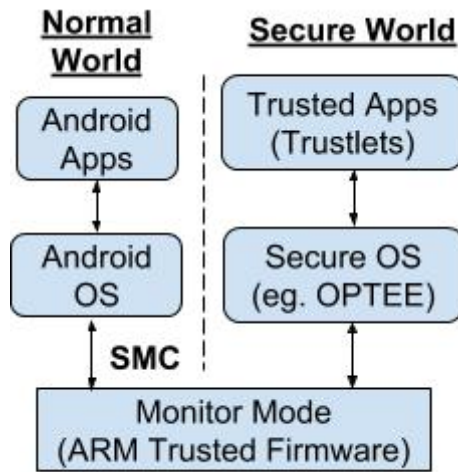 Normal
World
Secure World
Android
Apps
Trusted Apps
(Trustlets)
Android
OS
Secure OS
(eg. OPTEE)
SMC
Monitor Mode
(ARM Trusted Firmware)